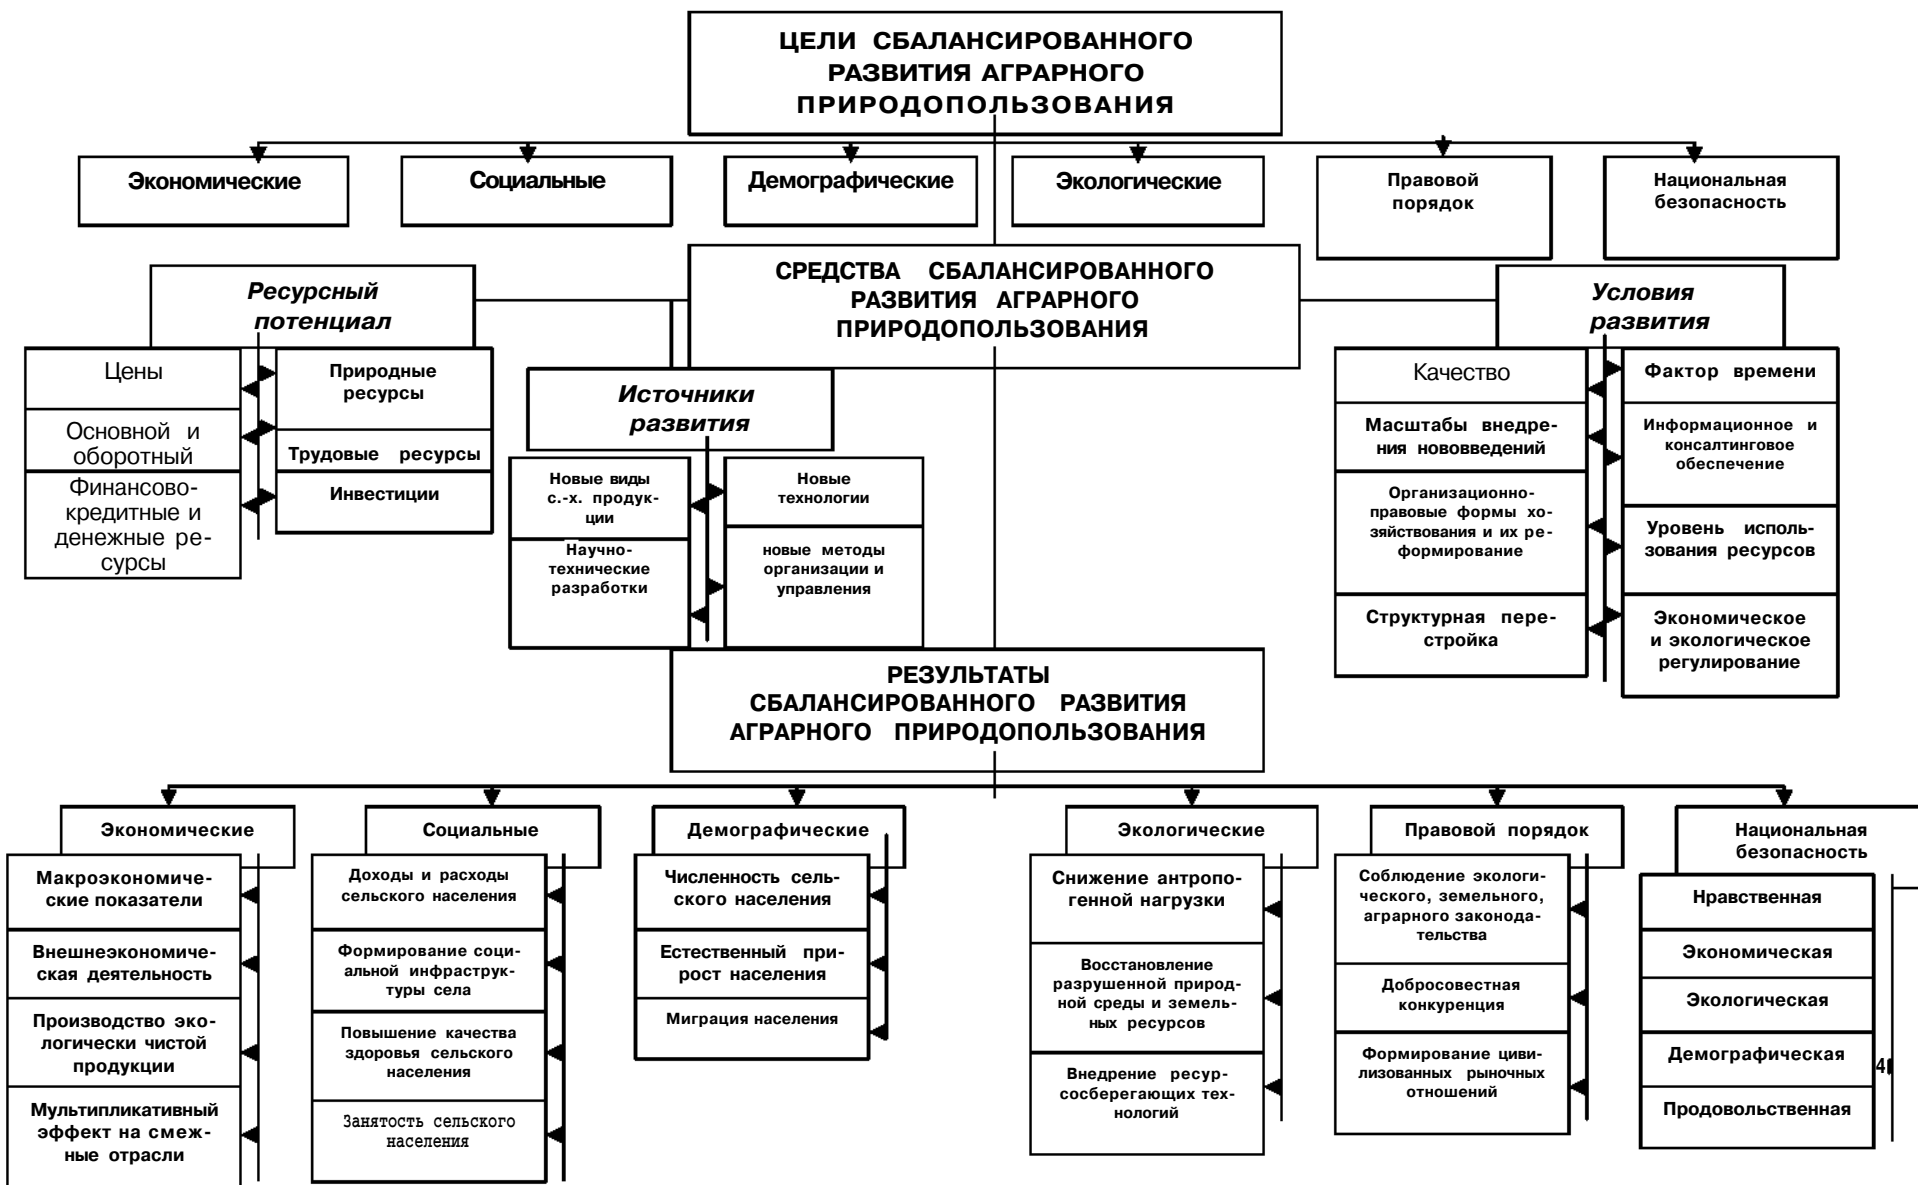 ЦЕЛИ СБАЛАНСИРОВАННОГО
РАЗВИТИЯ АГРАРНОГО
ПРИРОДОПОЛЬЗОВАНИЯ
Экономические
Социальные
Демографические
Экологические
Правовой
порядок
Национальная
безопасность
СРЕДСТВА СБАЛАНСИРОВАННОГО
РАЗВИТИЯ АГРАРНОГО
ПРИРОДОПОЛЬЗОВАНИЯ
Ресурсный
потенциал
Цены
Основной и
оборотный
Финансово-
кредитные и
денежные ре-
сурсы
Природные
ресурсы
Трудовые ресурсы
Инвестиции
Источники
развития
Новые виды
с.-х. продук-
ции
Научно-
технические
разработки
Новые
технологии
новые методы
организации и
управления
Условия
развития
Качество
Масштабы внедре-
ния нововведений
Организационно-
правовые формы хо-
зяйствования и их ре-
формирование
Структурная пере-
стройка
Фактор времени
Информационное и
консалтинговое
обеспечение
Уровень исполь-
зования ресурсов
Экономическое
и экологическое
регулирование
РЕЗУЛЬТАТЫ
СБАЛАНСИРОВАННОГО РАЗВИТИЯ
АГРАРНОГО ПРИРОДОПОЛЬЗОВАНИЯ
Экономические
Макроэкономиче-
ские показатели
Внешнеэкономиче-
ская деятельность
Производство эко-
логически чистой
продукции
Мультипликативный
эффект на смеж-
ные отрасли
Социальные
Доходы и расходы
сельского населения
Формирование соци-
альной инфраструк-
туры села
Повышение качества
здоровья сельского
населения
Занятость сельского
населения
Демографические
Численность сель-
ского населения
Естественный при-
рост населения
Миграция населения
Экологические
Снижение антропо-
генной нагрузки
Восстановление
разрушенной природ-
ной среды и земель-
ных ресурсов
Внедрение ресур-
сосберегающих тех-
нологий
Правовой порядок
Соблюдение экологи-
ческого, земельного,
аграрного законода-
тельства
Добросовестная
конкуренция
Формирование циви-
лизованных рыночных
отношений
Национальная
безопасность
Нравственная
Экономическая
Экологическая
Демографическая
Продовольственная